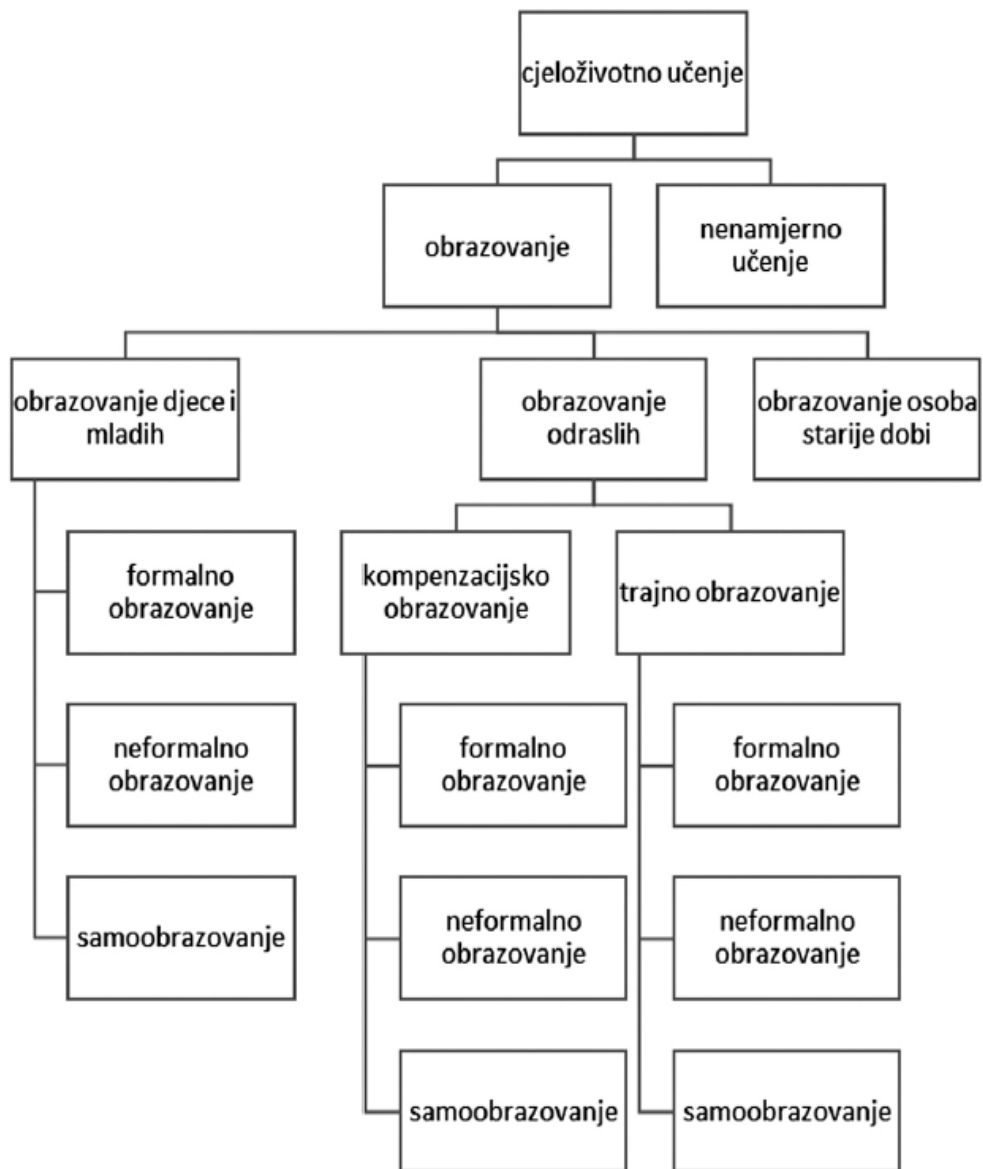 cjeloživotno učenje
obrazovanje
nenamjerno
učenje
obrazovanje djece i
mladih
obrazovanje
odraslih
obrazovanje osoba
starije dobi
formalno
obrazovanje
kompenzacijsko
obrazovanje
trajno obrazovanje
neformalno
obrazovanje
formalno
obrazovanje
formalno
obrazovanje
samoobrazovanje
neformalno
obrazovanje
neformalno
obrazovanje
samoobrazovanje
samoobrazovanje